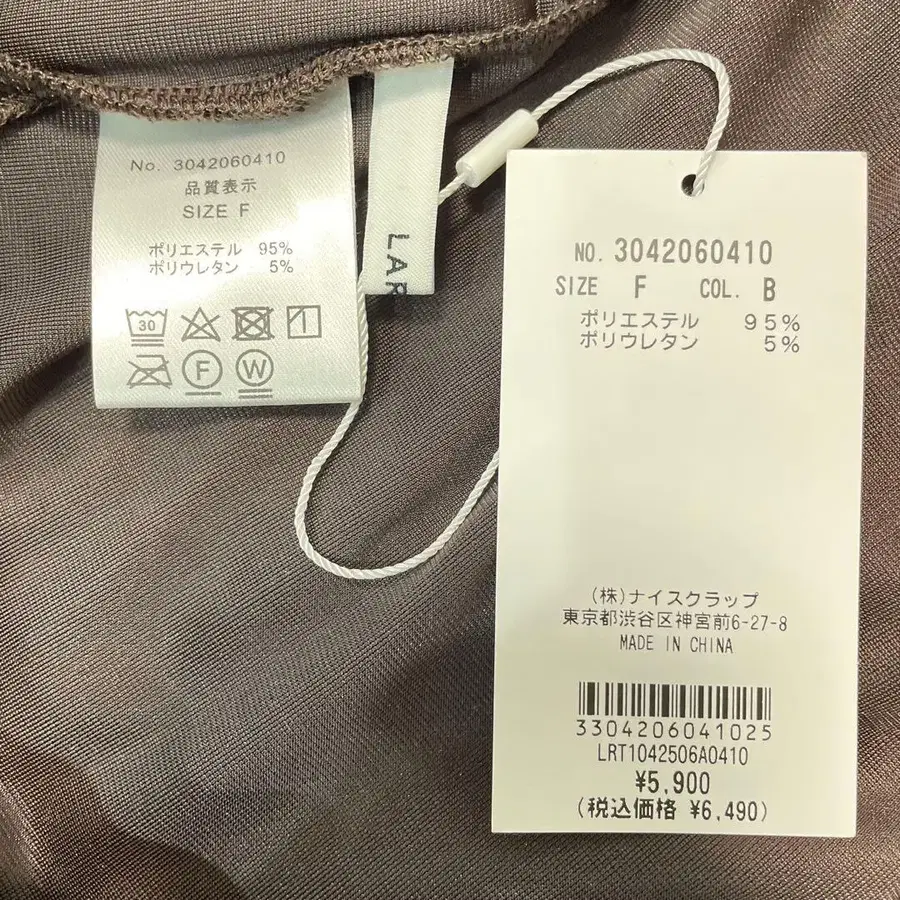 No. 3042060410
品質表示
SIZE F
ポリエステル 95%
ポリウレタン 5%
30
F
W
LAR
NO. 3042060410
SIZE F COL. B
ポリエステル 95%
ポリウレタン 5%
(株)ナイスクラップ
東京都渋谷区神宮前6-27-8
MADE IN CHINA
3304206041025
LRT1042506A0410
¥5,900
(税込価格 ¥6,490)